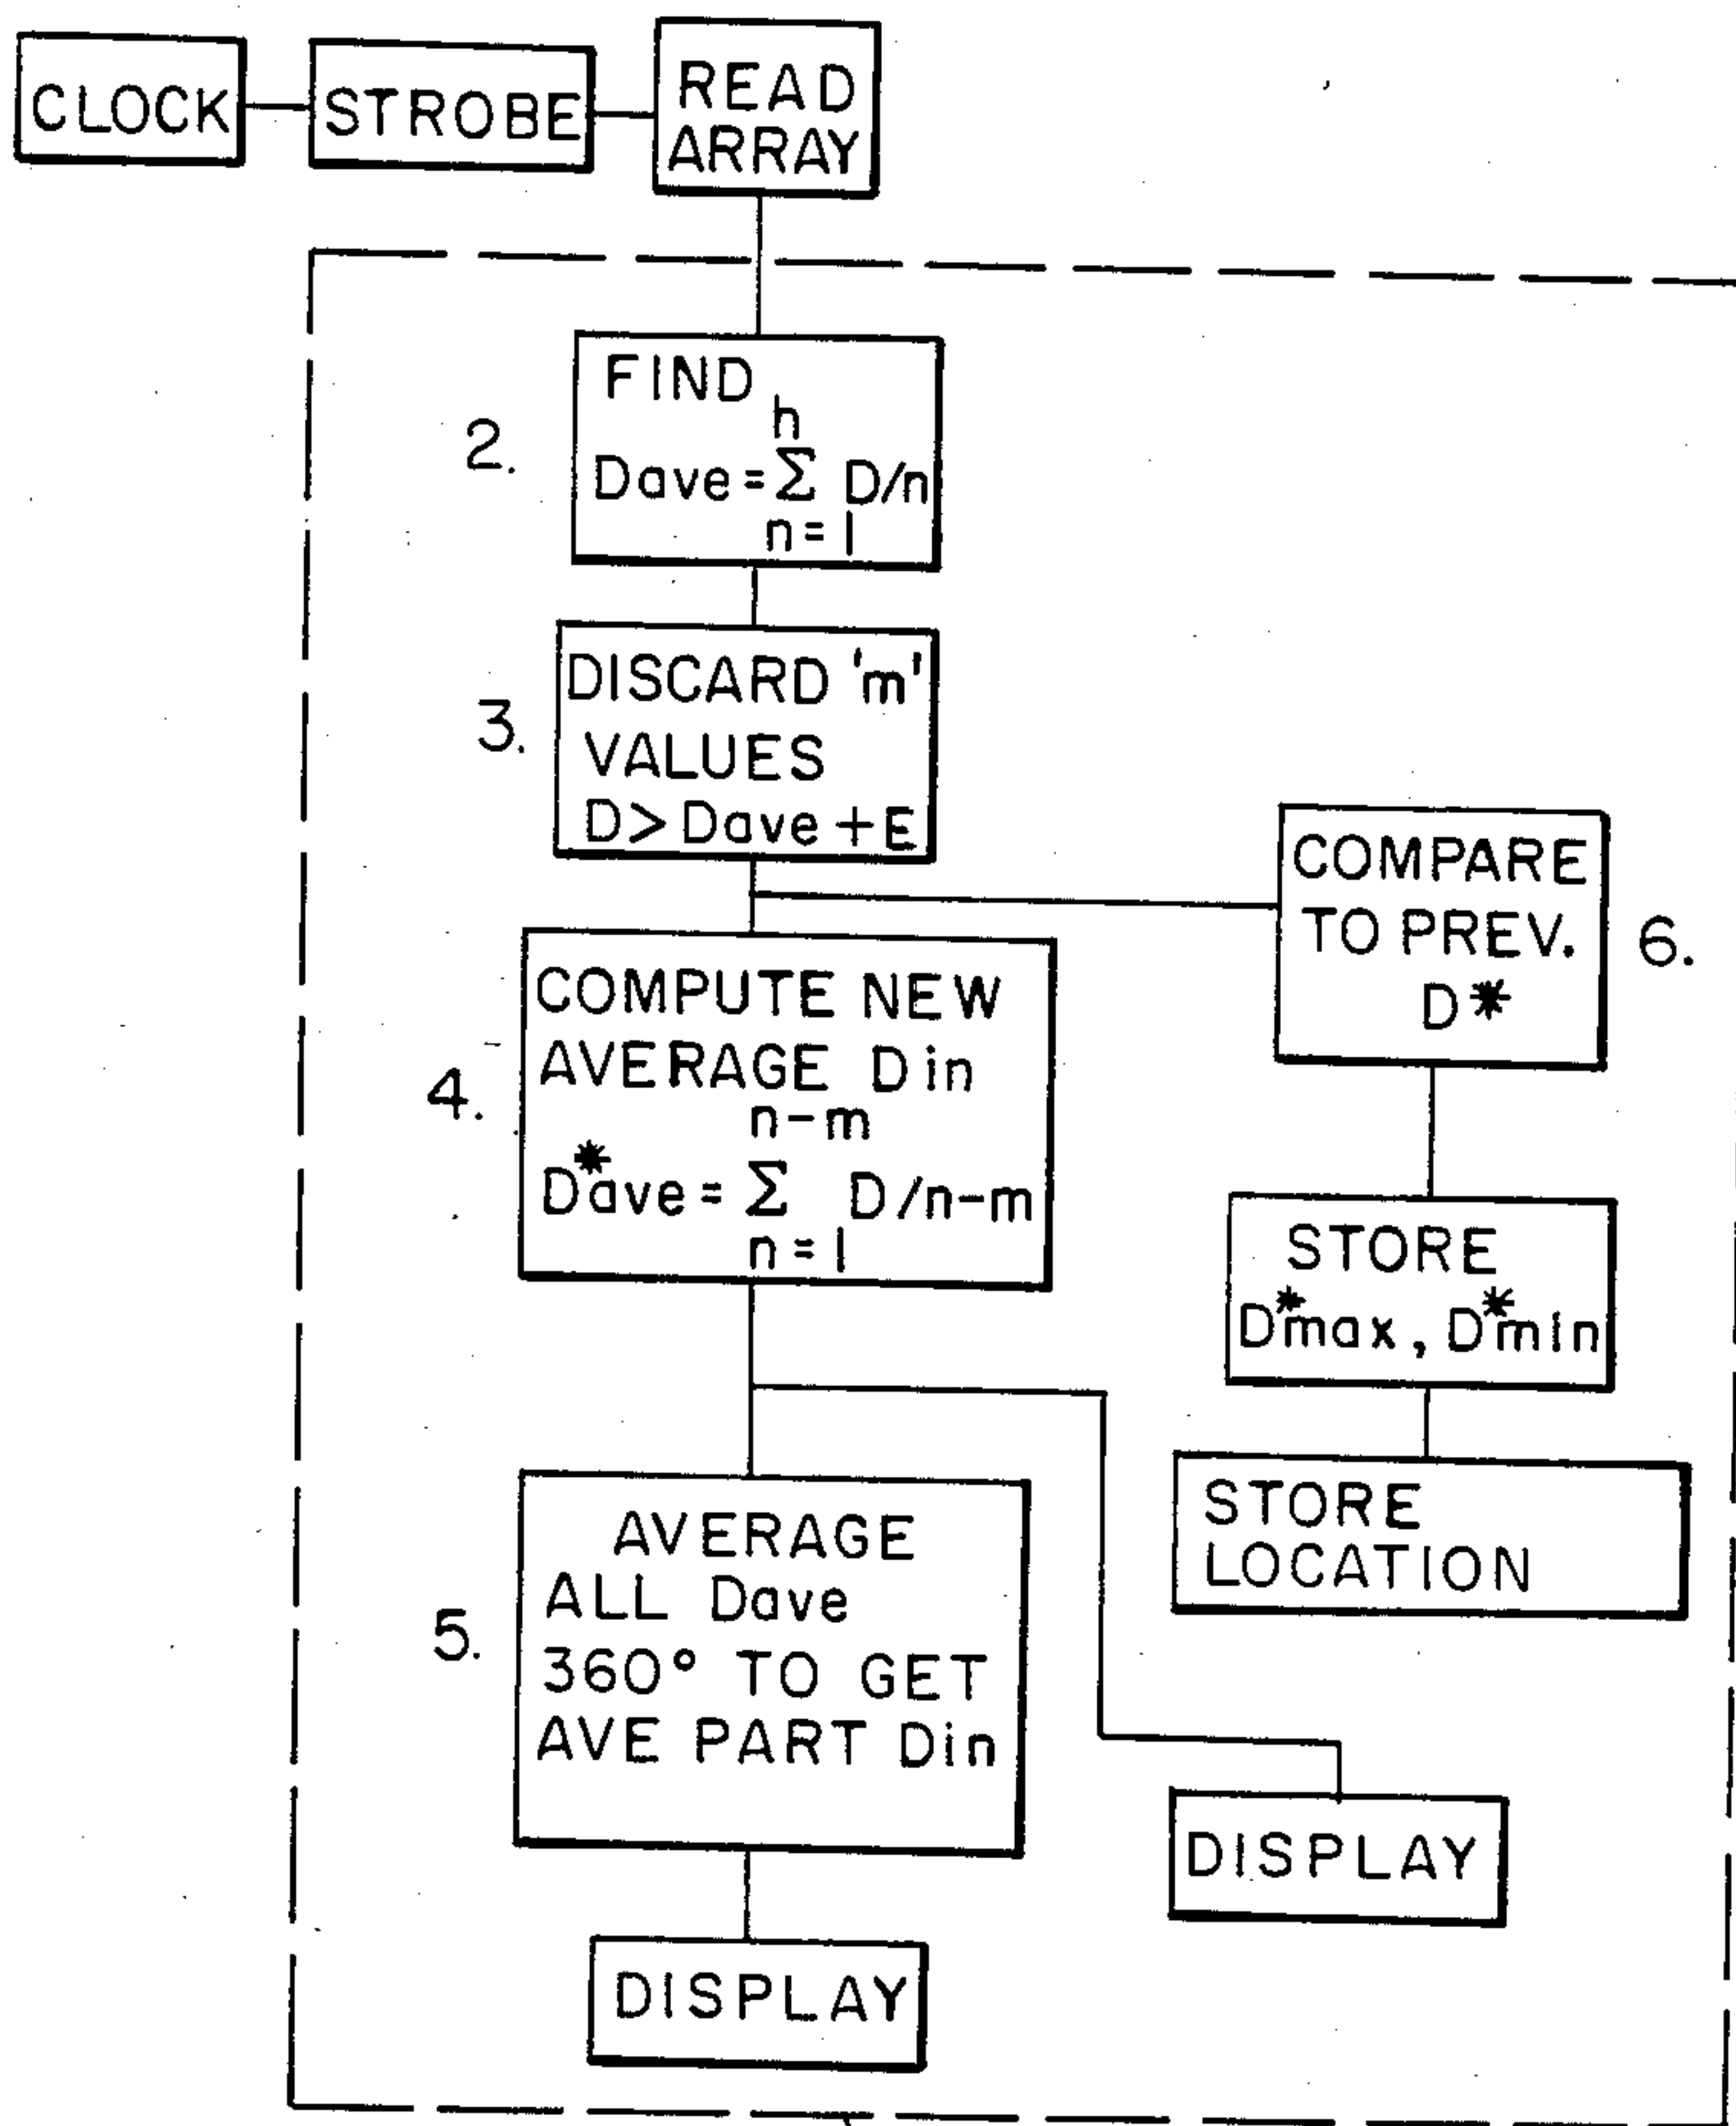 CLOCK
STROBE
READ
ARRAY
2.
FIND
h
Dave=Σ D/n
n=1
3.
DISCARD 'm'
VALUES
D>Dave+E
4.
COMPUTE NEW
AVERAGE Din
n-m
D*ave=Σ D/n-m
n=1
5.
AVERAGE
ALL Dave
360° TO GET
AVE PART Din
DISPLAY
COMPARE
TO PREV.
D*
6.
STORE
D*max, D*min
STORE
LOCATION
DISPLAY